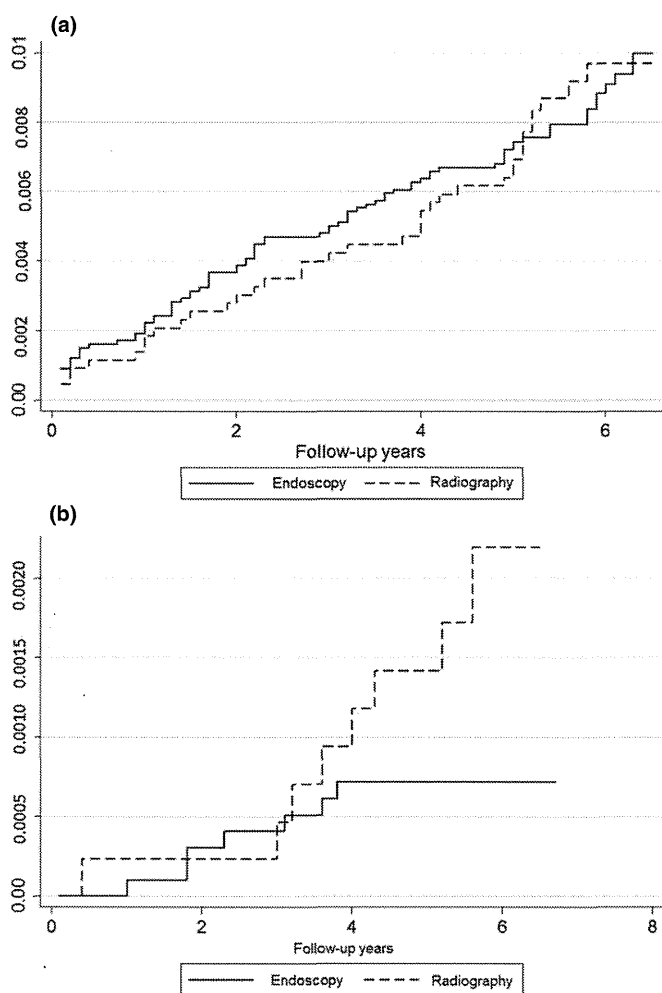 (a)
0.01
0.008
0.006
0.004
0.002
0.00
0 2 4 6
Follow-up years
Endoscopy Radiography
(b)
0.0020
0.0015
0.0010
0.0005
0.00
0 2 4 6 8
Follow-up years
Endoscopy Radiography